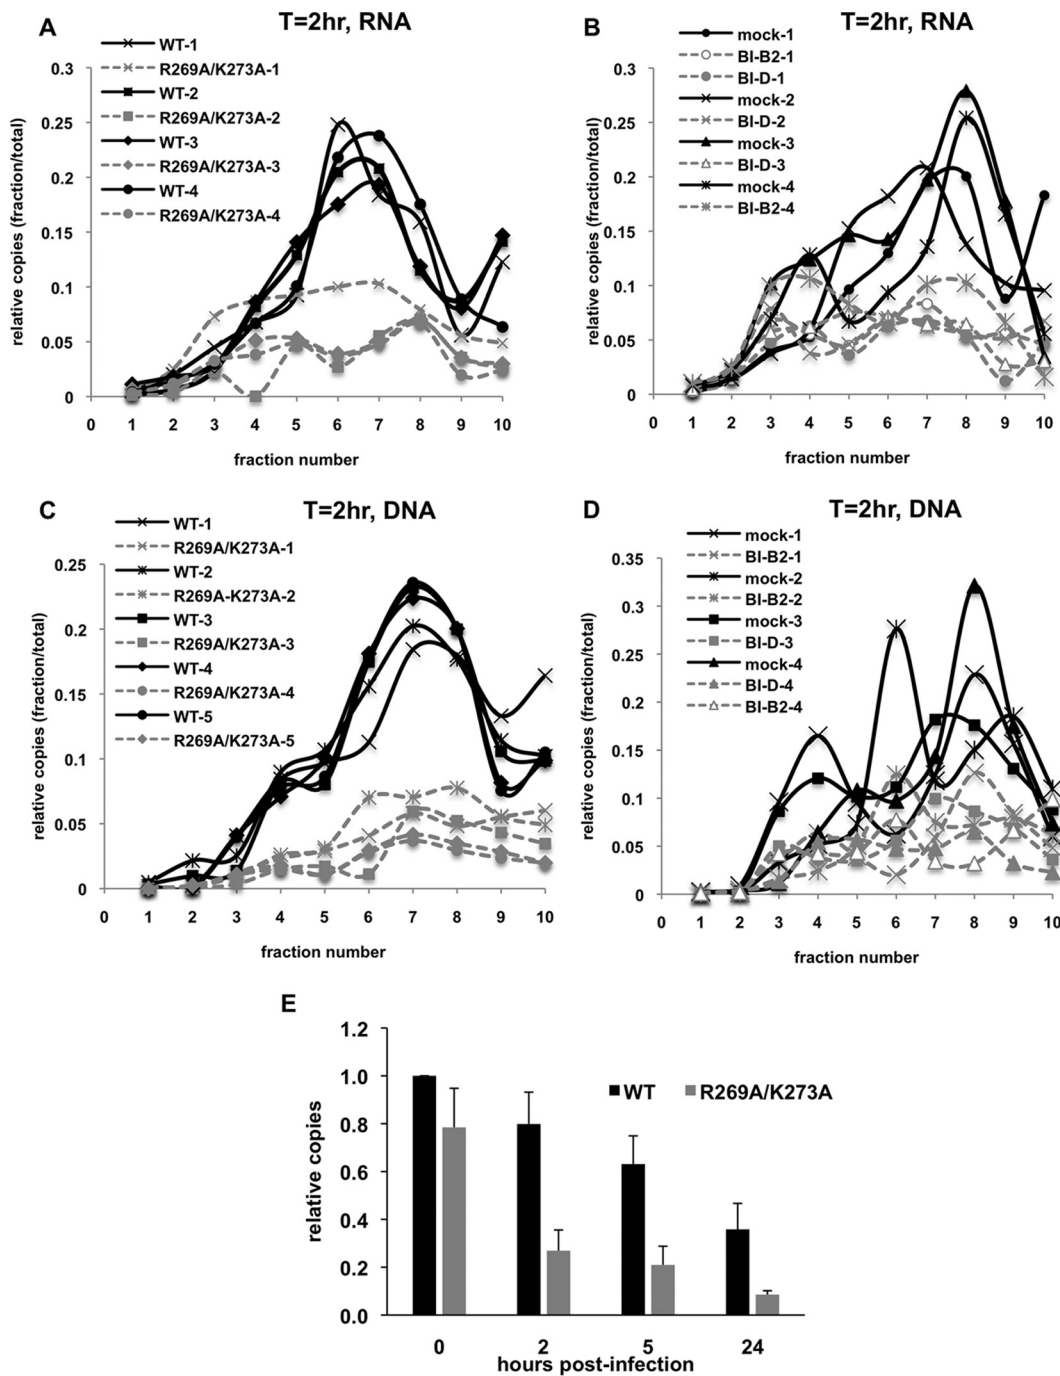 A
T=2hr, RNA
WT-1
R269A/K273A-1
WT-2
R269A/K273A-2
WT-3
R269A/K273A-3
WT-4
R269A/K273A-4
relative copies (fraction/total)
0.3
0.25
0.2
0.15
0.1
0.05
0
0 1 2 3 4 5 6 7 8 9 10
fraction number
B
T=2hr, RNA
mock-1
BI-B2-1
BI-D-1
mock-2
BI-D-2
mock-3
BI-D-3
mock-4
BI-B2-4
relative copies (fraction/total)
0.3
0.25
0.2
0.15
0.1
0.05
0
0 1 2 3 4 5 6 7 8 9 10
fraction number
C
T=2hr, DNA
WT-1
R269A/K273A-1
WT-2
R269A-K273A-2
WT-3
R269A/K273A-3
WT-4
R269A/K273A-4
WT-5
R269A/K273A-5
relative copies (fraction/total)
0.25
0.2
0.15
0.1
0.05
0
0 1 2 3 4 5 6 7 8 9 10
fraction number
D
T=2hr, DNA
mock-1
BI-B2-1
mock-2
BI-B2-2
mock-3
BI-D-3
mock-4
BI-D-4
BI-B2-4
relative copies (fraction/total)
0.35
0.3
0.25
0.2
0.15
0.1
0.05
0
0 1 2 3 4 5 6 7 8 9 10
fraction number
E
WT R269A/K273A
relative copies
1.2
1.0
0.8
0.6
0.4
0.2
0.0
0 2 5 24
hours post-infection